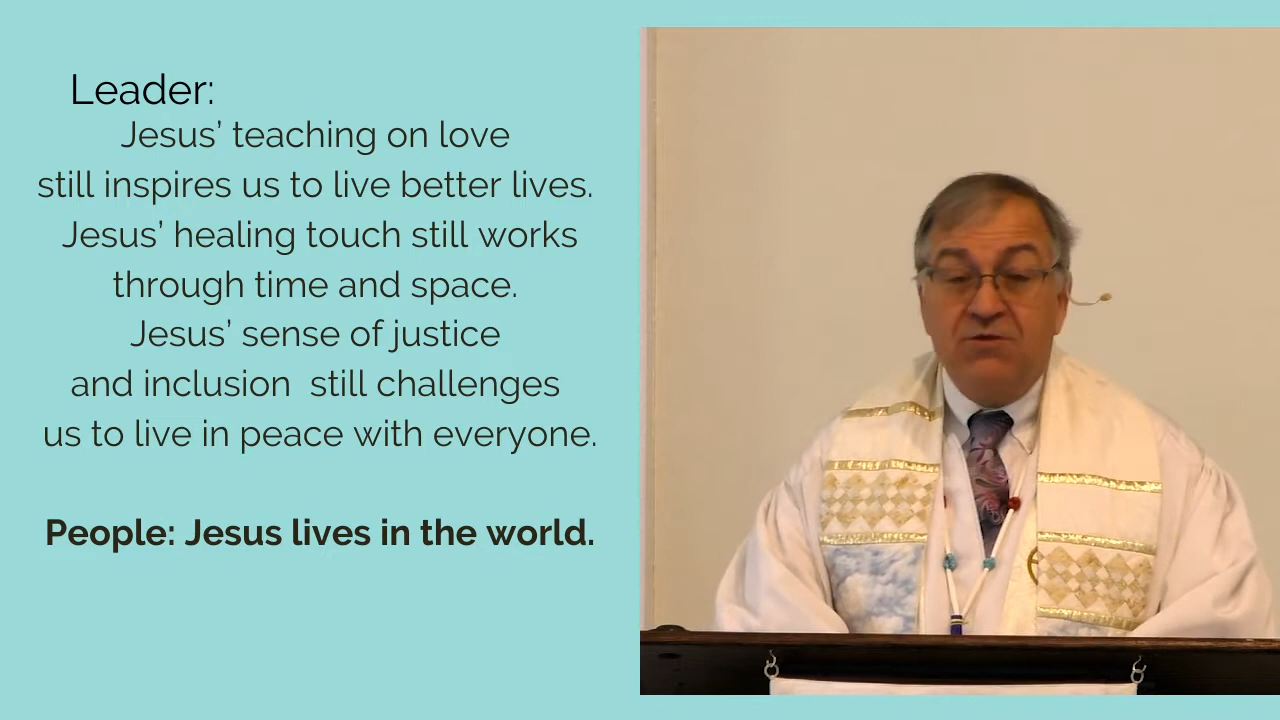 Leader:
Jesus’ teaching on love
still inspires us to live better lives.
Jesus’ healing touch still works
through time and space.
Jesus’ sense of justice
and inclusion  still challenges
us to live in peace with everyone.
People: Jesus lives in the world.